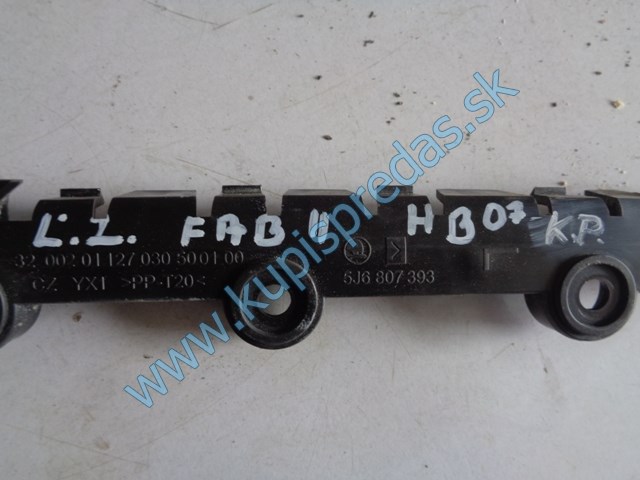 Ľ.Z. FAB II HB07- K.P.
32 002 01 127 030 500 1 00
CZ YX1 >PP-T20< 5J6 807 393
www.kupispredas.sk